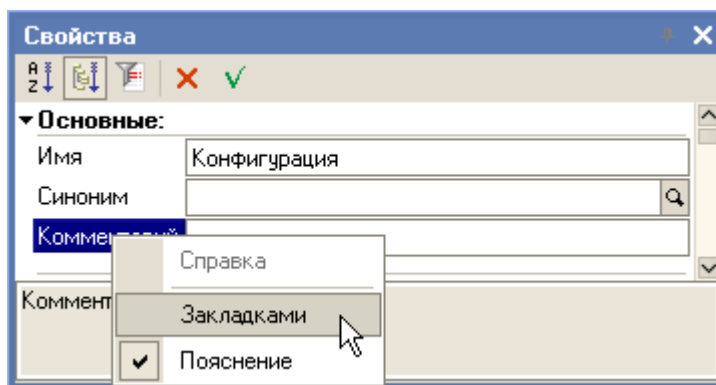 Свойства
Основные:
Имя
Конфигурация
Синоним
Справка
Закладками
Пояснение